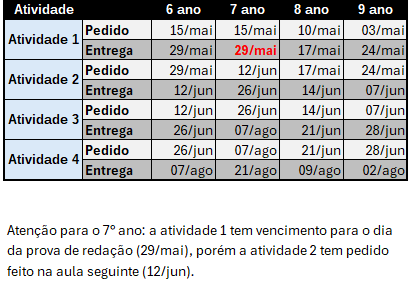 Atividade 6 ano 7 ano 8 ano 9 ano
Atividade 1 Pedido 15/mai 15/mai 10/mai 03/mai
Entrega 29/mai 29/mai 17/mai 24/mai
Atividade 2 Pedido 29/mai 12/jun 17/mai 24/mai
Entrega 12/jun 26/jun 14/jun 07/jun
Atividade 3 Pedido 12/jun 26/jun 14/jun 07/jun
Entrega 26/jun 07/ago 21/jun 28/jun
Atividade 4 Pedido 26/jun 07/ago 21/jun 28/jun
Entrega 07/ago 21/ago 09/ago 02/ago
Atenção para o 7º ano: a atividade 1 tem vencimento para o dia
da prova de redação (29/mai), porém a atividade 2 tem pedido
feito na aula seguinte (12/jun).